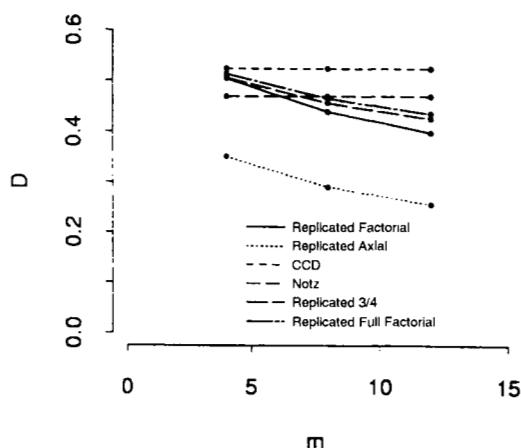 0.6
0.4
0.2
0.0
D
Replicated Factorial
Replicated Axial
CCD
Notz
Replicated 3/4
Replicated Full Factorial
0 5 10 15
E